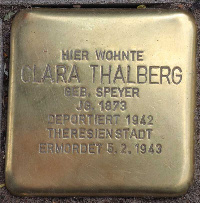 HIER WOHNTE
CLARA THALBERG
GEB. SPEYER
JG. 1873
DEPORTIERT 1942
THERESIENSTADT
ERMORDET 5.2.1943